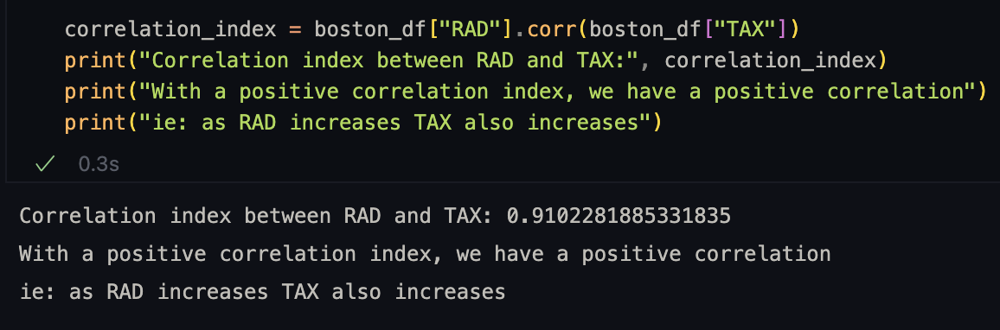 correlation_index = boston_df["RAD"].corr(boston_df["TAX"])
print("Correlation index between RAD and TAX:", correlation_index)
print("With a positive correlation index, we have a positive correlation")
print("ie: as RAD increases TAX also increases")
0.3s
Correlation index between RAD and TAX: 0.9102281885331835
With a positive correlation index, we have a positive correlation
ie: as RAD increases TAX also increases